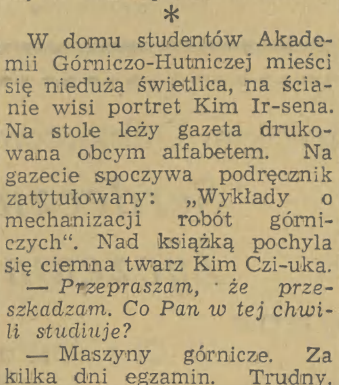 *
W domu studentów Akade-
mii Górniczo-Hutniczej mieści
się nieduża świetlica, na ścia-
nie wisi portret Kim Ir-sena.
Na stole leży gazeta druko-
wana obcym alfabetem. Na
gazecie spoczywa podręcznik
zatytułowany: „Wykłady o
mechanizacji robót górni-
czych“. Nad książką pochyla
się ciemna twarz Kim Czi-uka.
— Przepraszam, że prze-
szkadzam. Co Pan w tej chwi-
li studiuje?
— Maszyny górnicze. Za
kilka dni egzamin. Trudny,